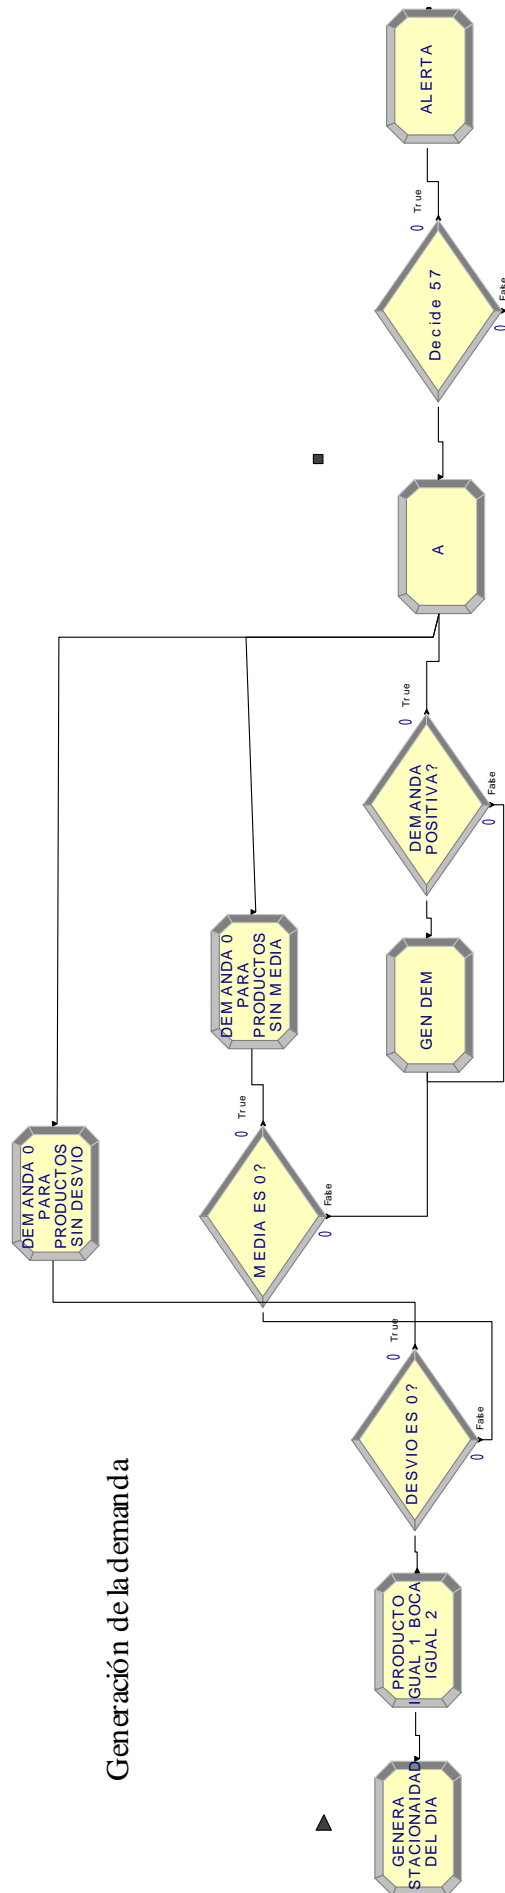 Generación de la demanda
GENERA
STACIONAIDAD
DEL DIA
PRODUCTO
IGUAL 1 BOCA
IGUAL 2
DESVIO ES 0?
0
True
0
False
DEMANDA 0
PARA
PRODUCTOS
SIN DESVIO
MEDIA ES 0?
0
True
0
False
DEMANDA 0
PARA
PRODUCTOS
SIN MEDIA
GEN DEM
DEMANDA
POSITIVA?
0
True
0
False
A
Decide 57
0
True
0
False
ALERTA